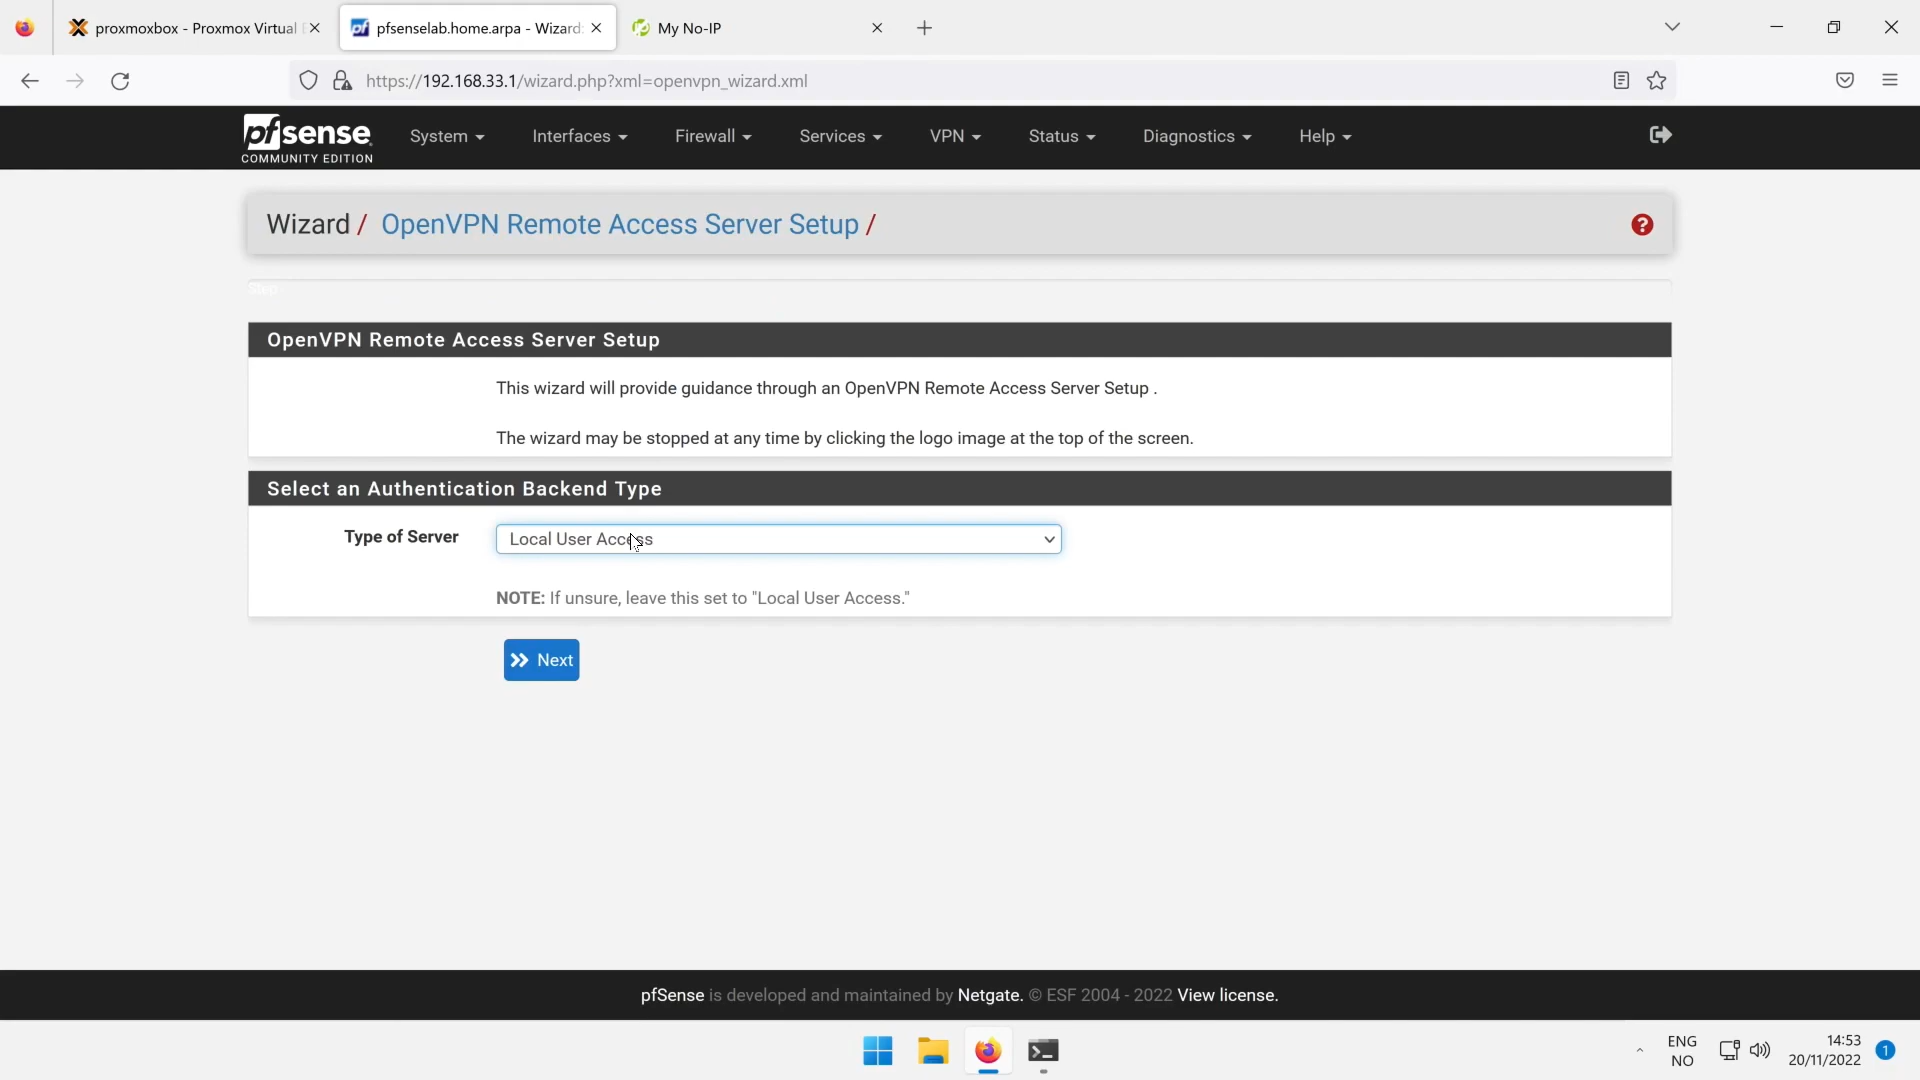 proxmoxbox - Proxmox Virtual
pfsenselab.home.arpa - Wizard:
My No-IP
https://192.168.33.1/wizard.php?xml=openvpn_wizard.xml
pfsense
COMMUNITY EDITION
System
Interfaces
Firewall
Services
VPN
Status
Diagnostics
Help
Wizard / OpenVPN Remote Access Server Setup /
Step
OpenVPN Remote Access Server Setup
This wizard will provide guidance through an OpenVPN Remote Access Server Setup .
The wizard may be stopped at any time by clicking the logo image at the top of the screen.
Select an Authentication Backend Type
Type of Server
Local User Access
NOTE: If unsure, leave this set to "Local User Access."
Next
pfSense is developed and maintained by Netgate. © ESF 2004 - 2022 View license.
ENG
NO
14:53
20/11/2022
1